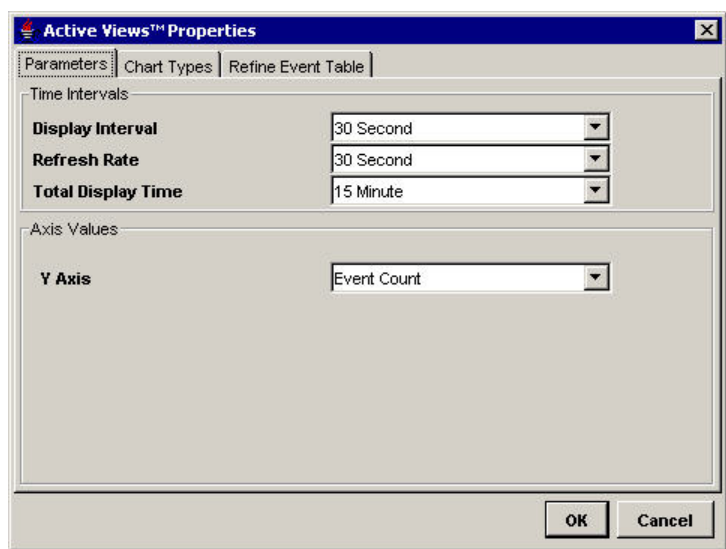 Active Views™ Properties
Parameters Chart Types Refine Event Table
Time Intervals
Display Interval 30 Second
Refresh Rate 30 Second
Total Display Time 15 Minute
Axis Values
Y Axis Event Count
OK Cancel